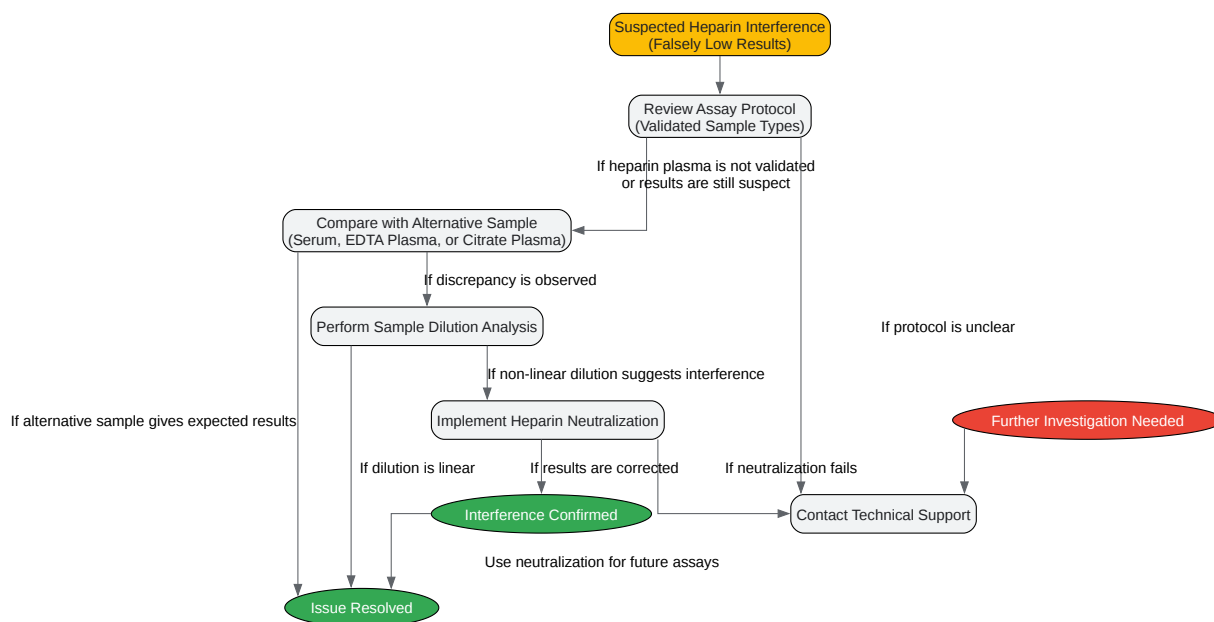 Suspected Heparin Interference
(Falsely Low Results)
Review Assay Protocol
(Validated Sample Types)
If heparin plasma is not validated
or results are still suspect
Compare with Alternative Sample
(Serum, EDTA Plasma, or Citrate Plasma)
If discrepancy is observed
Perform Sample Dilution Analysis
If protocol is unclear
If non-linear dilution suggests interference
If alternative sample gives expected results
Implement Heparin Neutralization
Further Investigation Needed
If dilution is linear
If results are corrected
If neutralization fails
Interference Confirmed
Contact Technical Support
Use neutralization for future assays
Issue Resolved